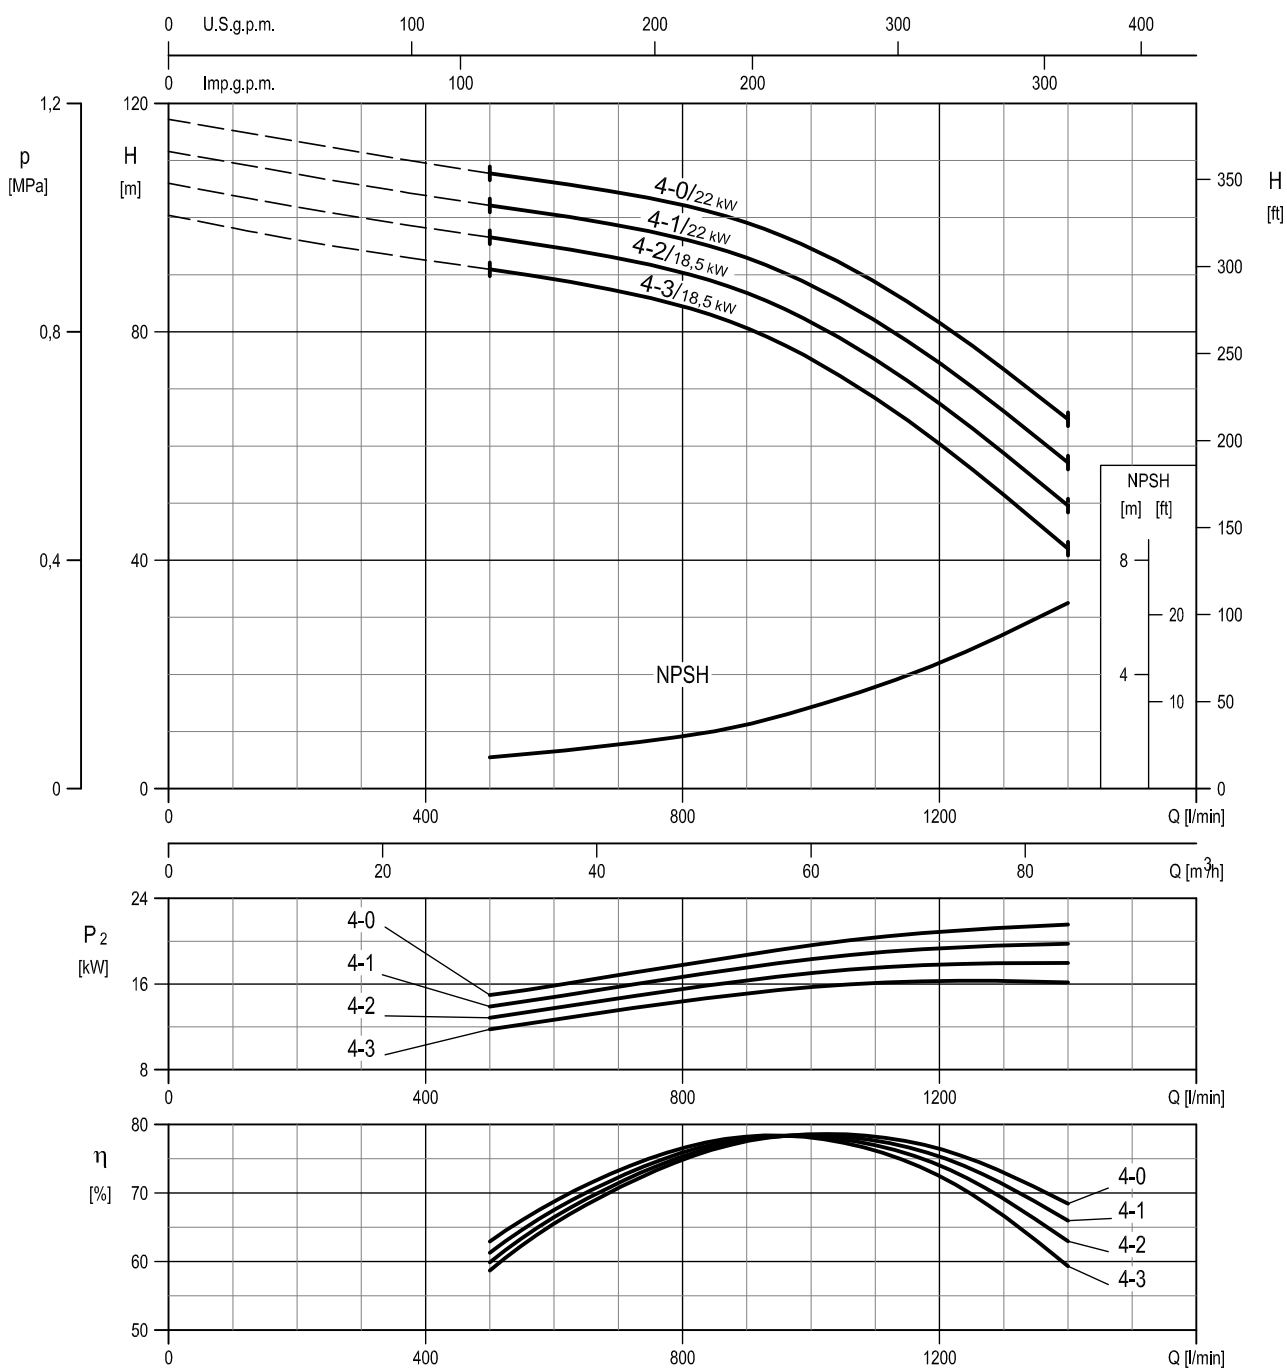 0 U.S.g.p.m. 100 200 300 400
0 Imp.g.p.m. 100 200 300
1,2 120
p H
[MPa] [m]
350 H
[ft]
4-0/22 kW
4-1/22 kW
4-2/18,5 kW
4-3/18,5 kW
300
0,8 80
250
200
NPSH
[m] [ft]
150
0,4 40 8
20 100
NPSH 4
10 50
0 0 0
0 400 800 1200 Q [l/min]
0 20 40 60 80 Q [m³/h]
24
4-0
P2
[kW]
4-1
16
4-2
4-3
8
0 400 800 1200 Q [l/min]
80
η
[%]
70
4-0
4-1
4-2
60
4-3
50
0 400 800 1200 Q [l/min]